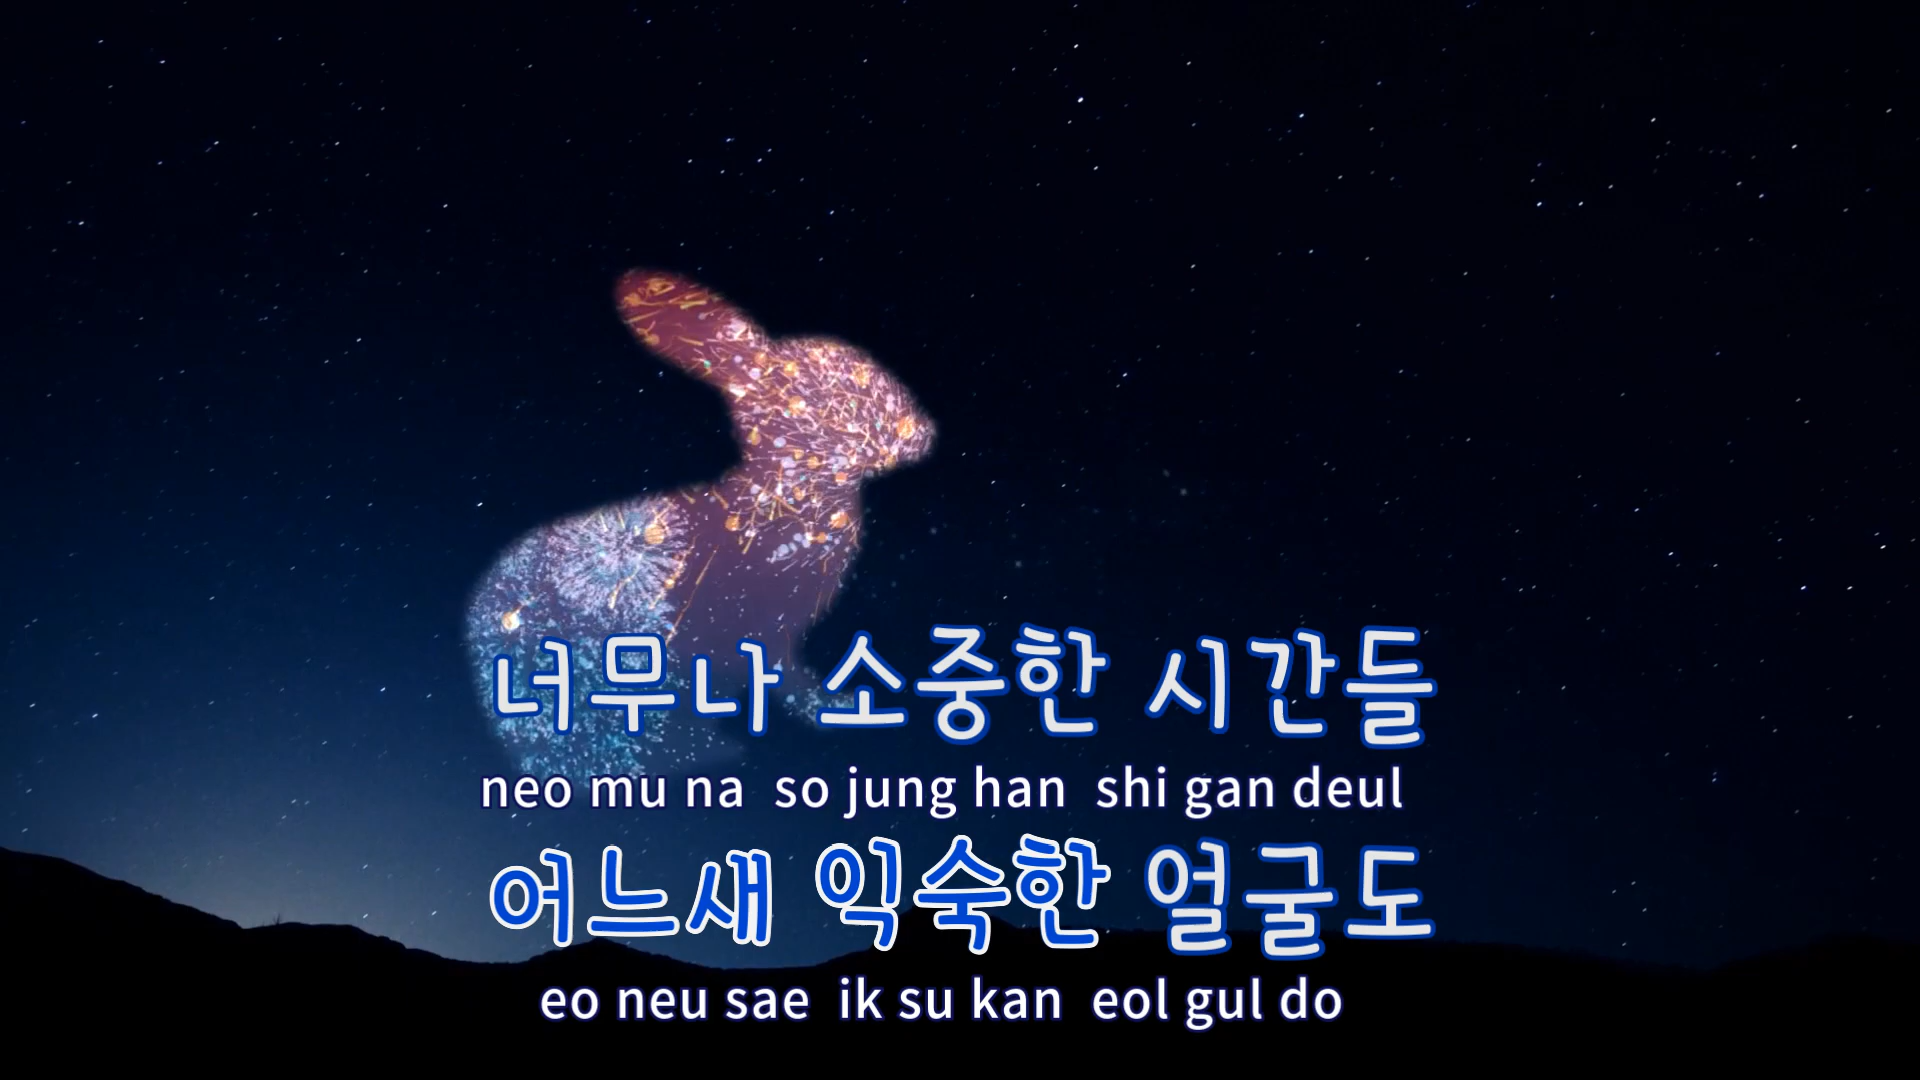 너무나 소중한 시간들
neo mu na so jung han shi gan deul
어느새 익숙한 얼굴도
eo neu sae ik su kan eol gul do